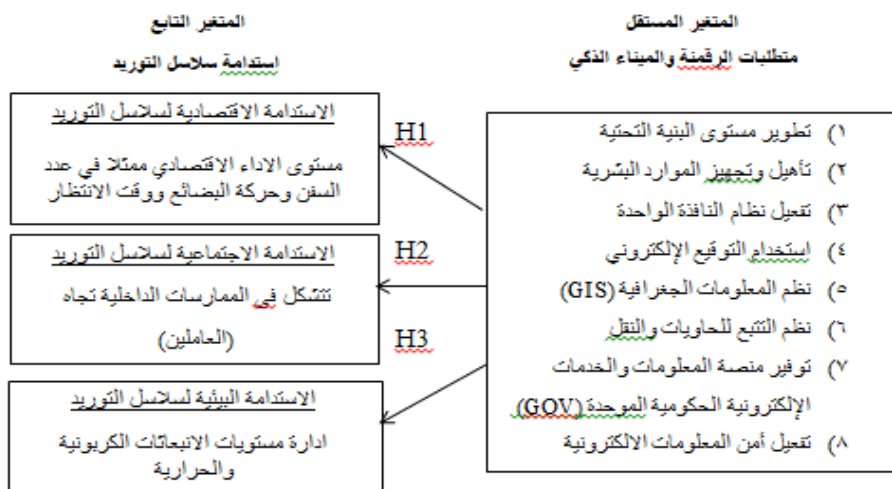 المتغير المستقل
متطلبات الرقمنة والميناء الذكي
١) تطوير مستوى البنية التحتية
٢) تأهيل وتجهيز الموارد البشرية
٣) تفعيل نظام النافذة الواحدة
٤) استخدام التوقيع الإلكتروني
٥) نظم المعلومات الجغرافية (GIS)
٦) نظم التتبع للحاويات والنقل
٧) توفير منصة المعلومات والخدمات
الإلكترونية الحكومية الموحدة (GOV)
٨) تفعيل أمن المعلومات الالكترونية
H1
H2
H3
المتغير التابع
استدامة سلاسل التوريد
الاستدامة الاقتصادية لسلاسل التوريد
مستوى الاداء الاقتصادي ممثلا في عدد
السفن وحركة البضائع ووقت الانتظار
الاستدامة الاجتماعية لسلاسل التوريد
تتشكل في الممارسات الداخلية تجاه
(العاملين)
الاستدامة البيئية لسلاسل التوريد
ادارة مستويات الانبعاثات الكربونية
والحرارية